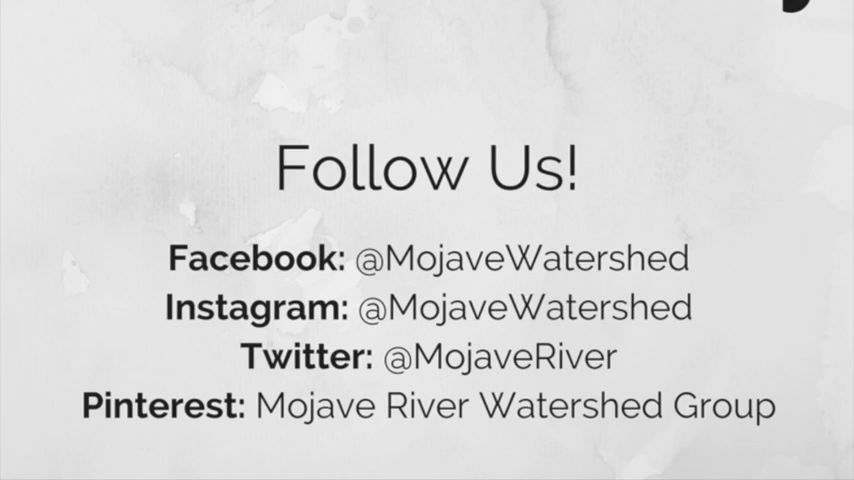 Follow Us!
Facebook: @MojaveWatershed
Instagram: @MojaveWatershed
Twitter: @MojaveRiver
Pinterest: Mojave River Watershed Group